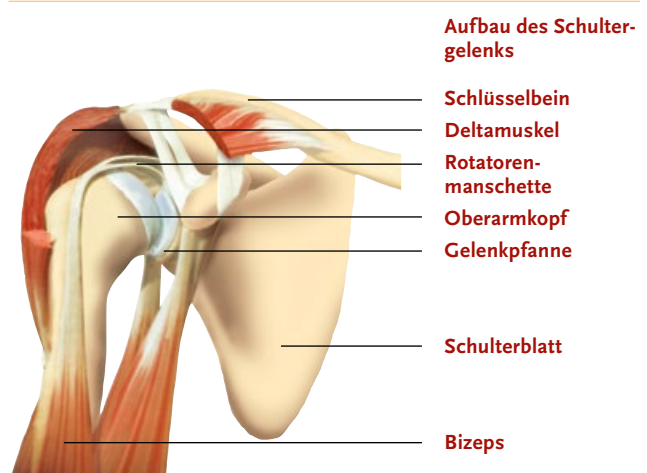 Aufbau des Schulter-
gelenks
Schlüsselbein
Deltamuskel
Rotatoren-
manschette
Oberarmkopf
Gelenkpfanne
Schulterblatt
Bizeps